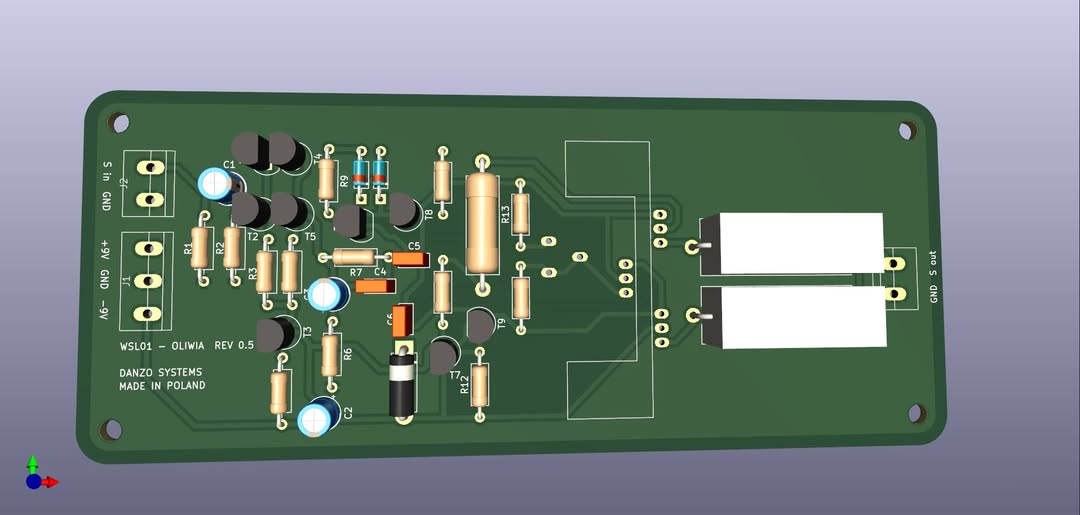 S in
GND
J2
+9V
GND
-9V
J1
C1
T4
R9
T8
R13
T2
T5
R1
R2
R3
R7
C4
C5
C6
T3
R6
T9
T7
R12
C2
WSL01 - OLIWIA REV 0.5
DANZO SYSTEMS
MADE IN POLAND
S out
GND